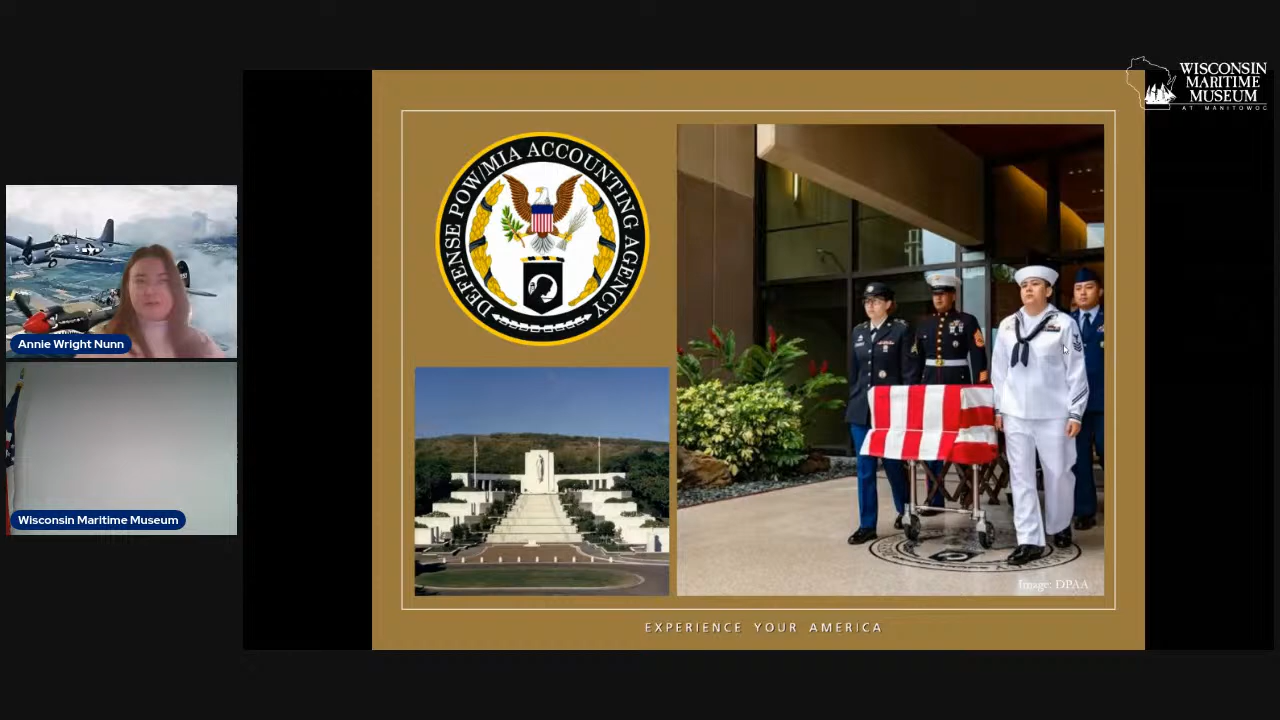 WISCONSIN
MARITIME
MUSEUM
AT MANITOWOC
DEFENSE POW/MIA ACCOUNTING AGENCY
Annie Wright Nunn
Wisconsin Maritime Museum
Image: DPAA
EXPERIENCE YOUR AMERICA